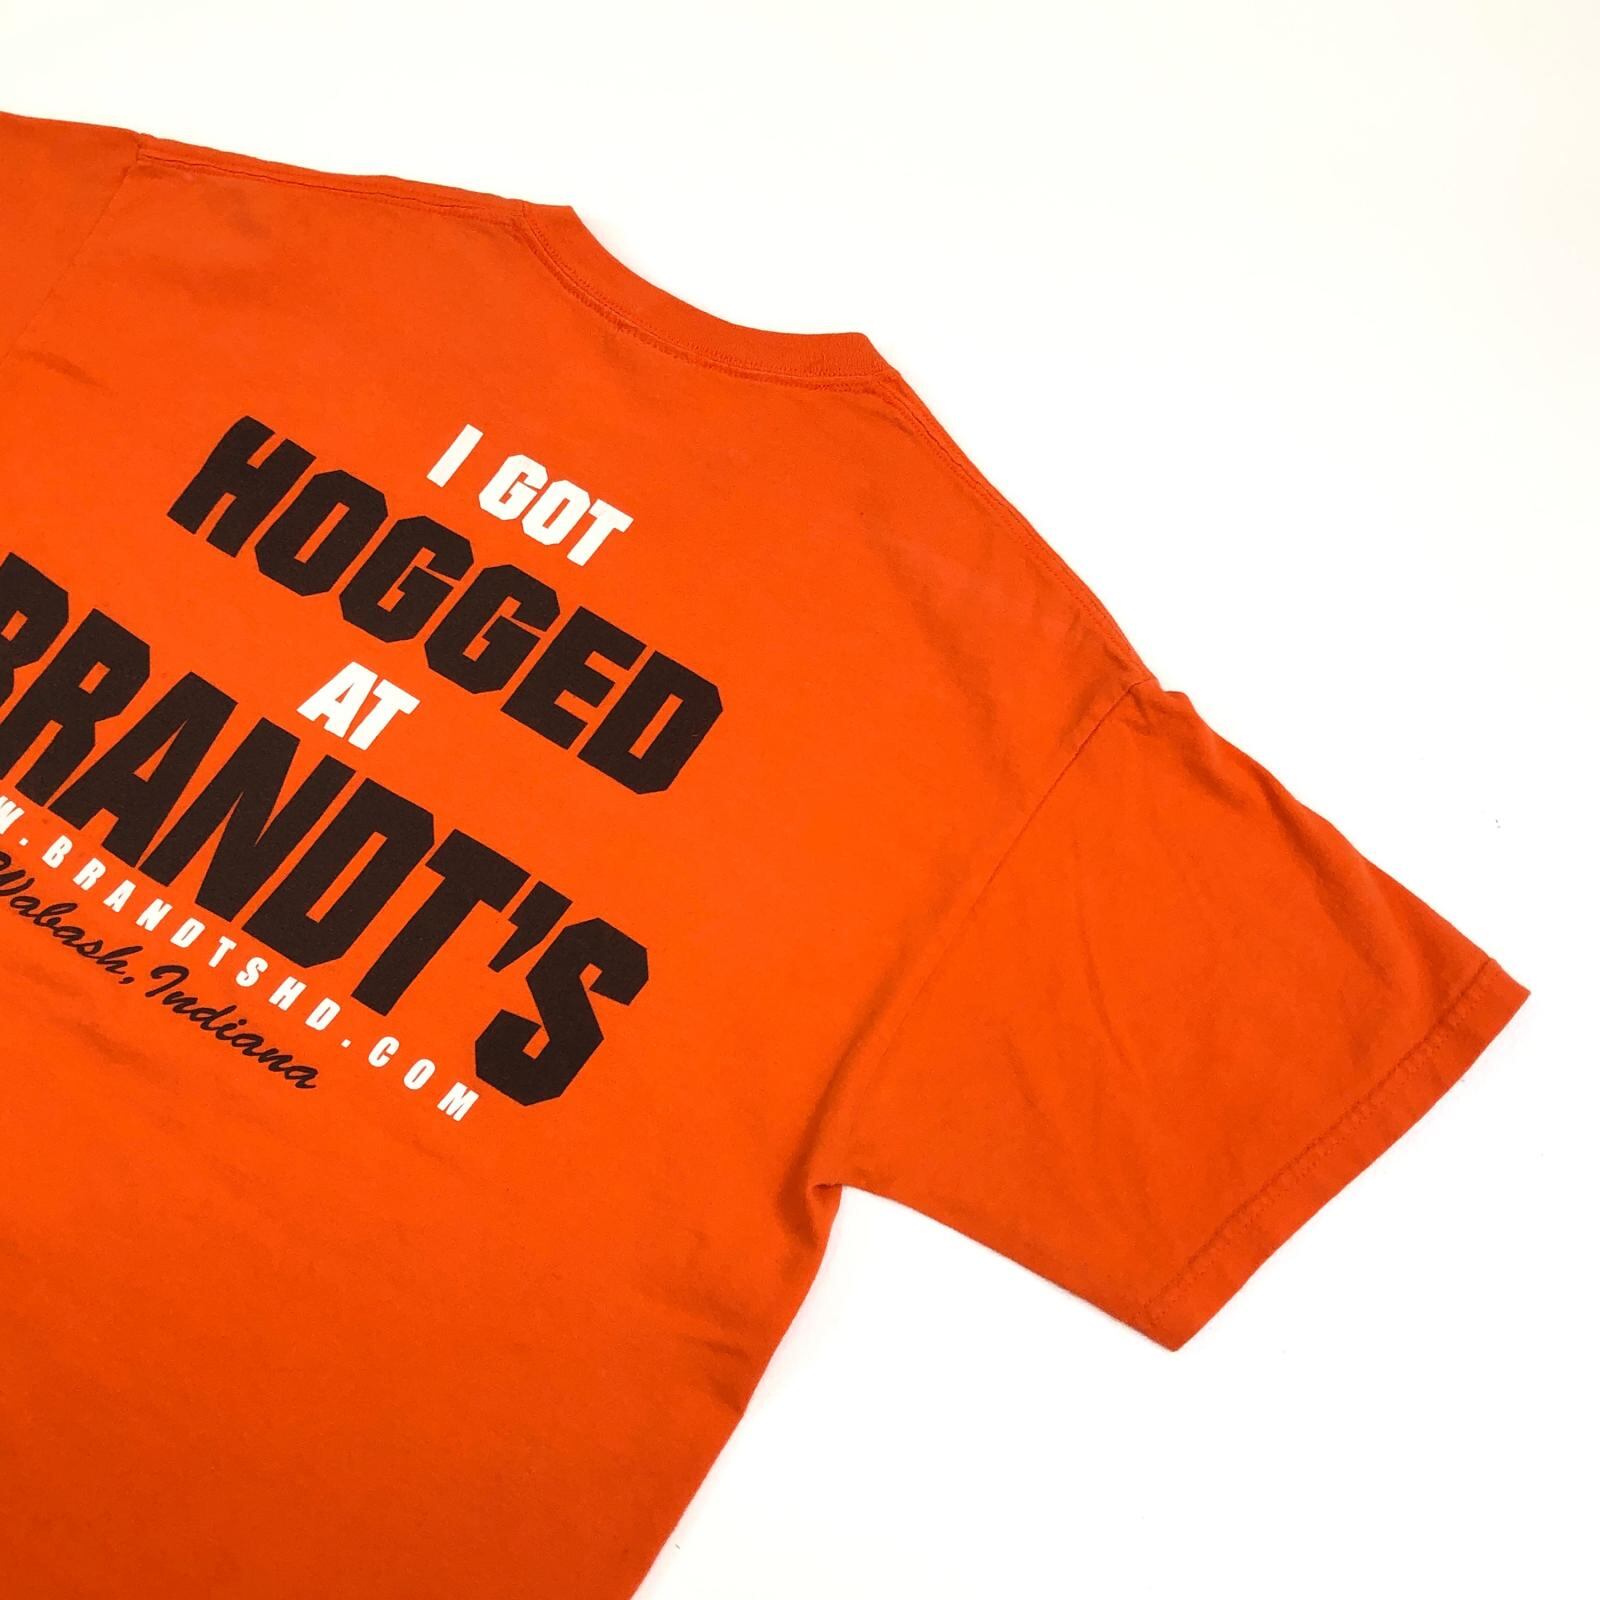 I GOT
HOGGED
AT
BRANDT'S
W.BRANDTSHD.COM
Wabash, Indiana